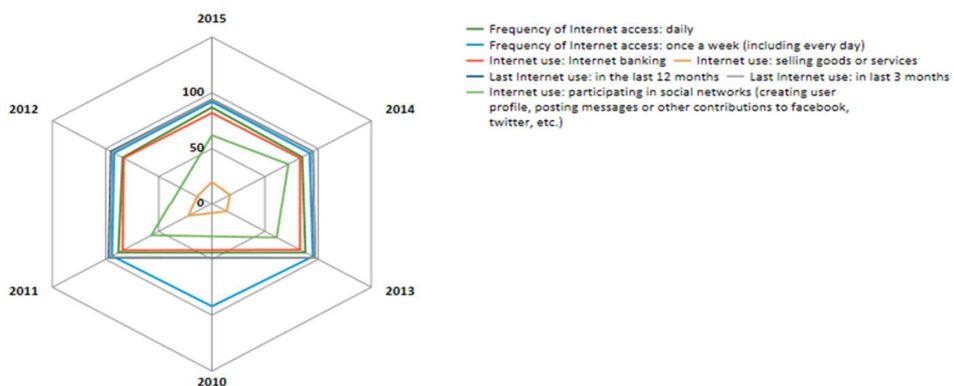 2015
Frequency of Internet access: daily
Frequency of Internet access: once a week (including every day)
Internet use: Internet banking Internet use: selling goods or services
Last Internet use: in the last 12 months Last Internet use: in last 3 months
Internet use: participating in social networks (creating user
profile, posting messages or other contributions to facebook,
twitter, etc.)
100
2012
2014
50
0
2011
2013
2010